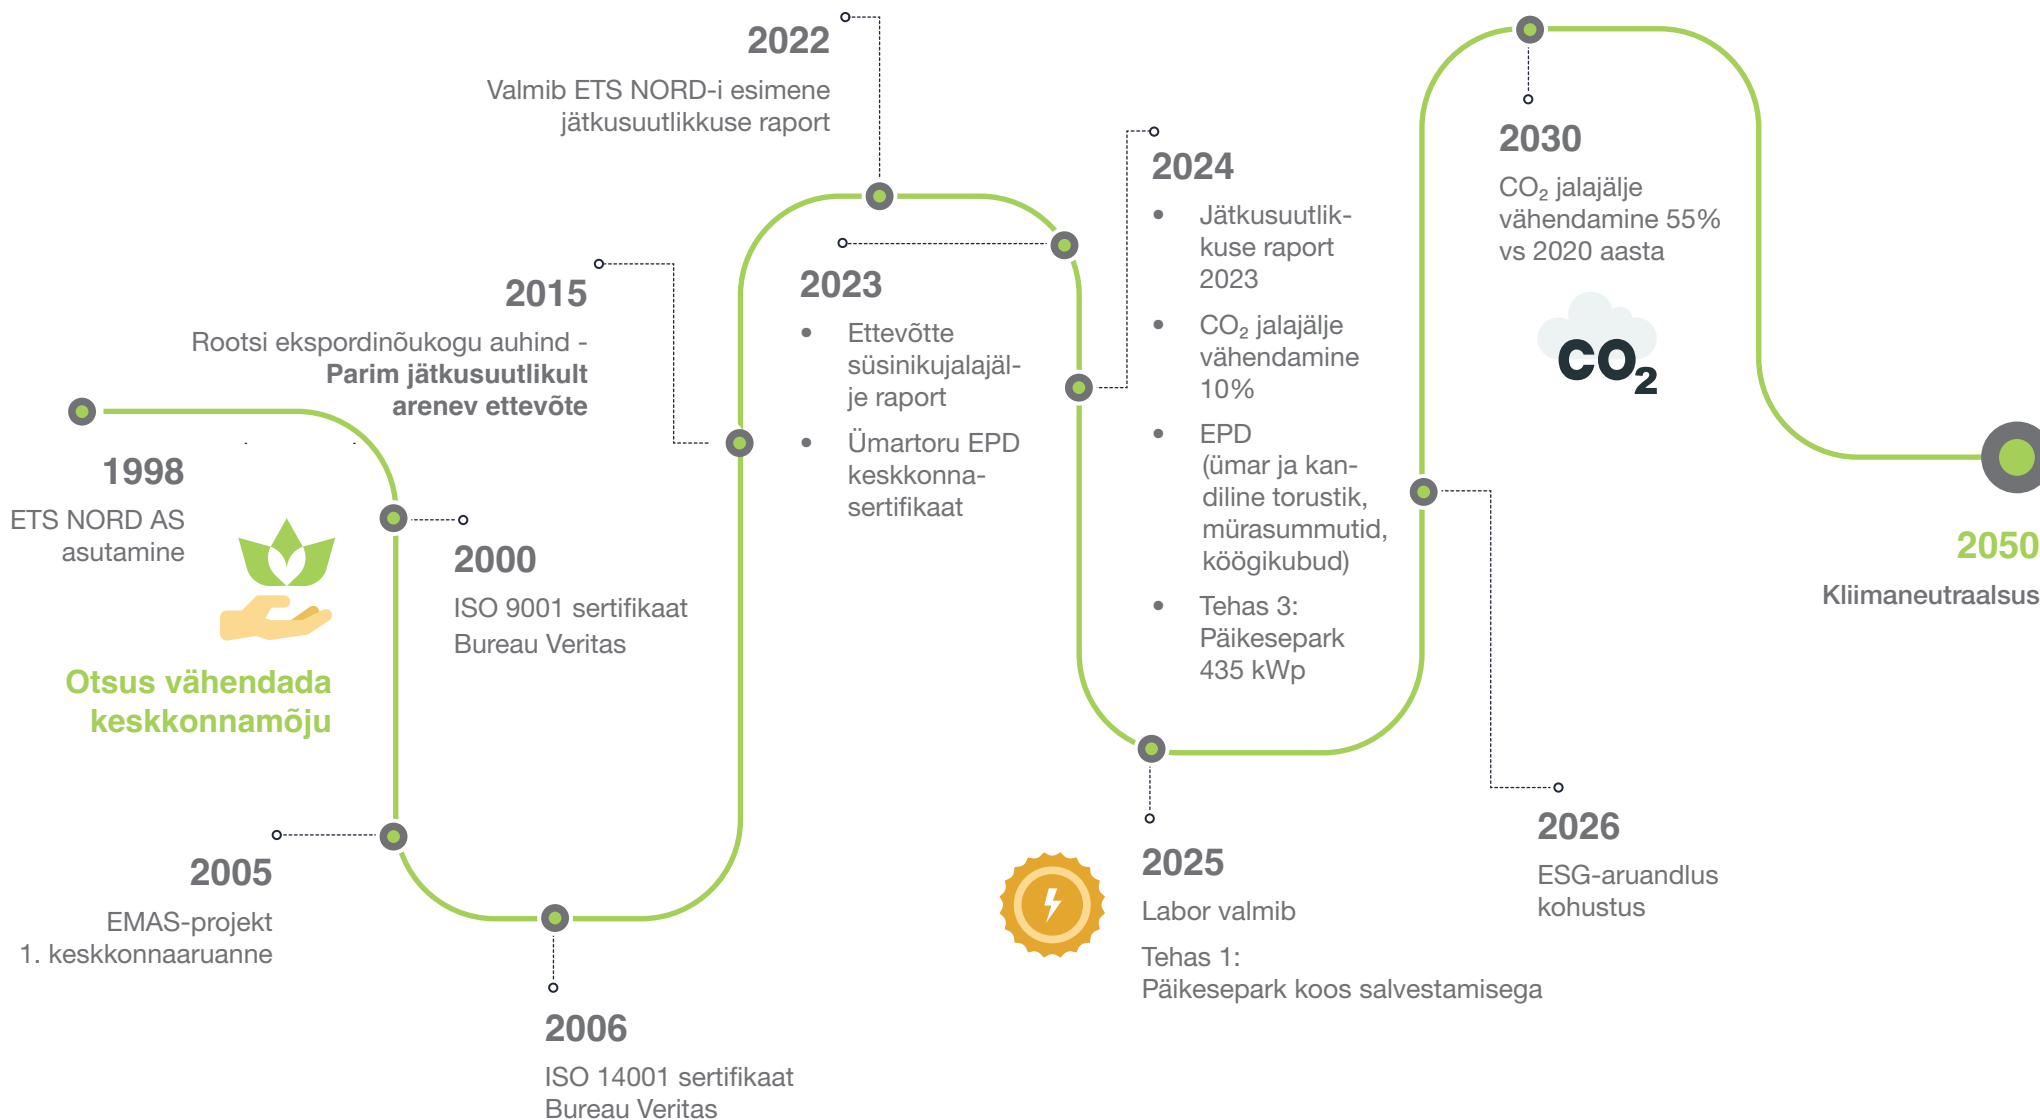 1998
ETS NORD AS
asutamine
Otsus vähendada
keskkonnamõju
2000
ISO 9001 sertifikaat
Bureau Veritas
2005
EMAS-projekt
1. keskkonnaaruanne
2006
ISO 14001 sertifikaat
Bureau Veritas
2015
Rootsi ekspordinõukogu auhind -
Parim jätkusuutlikult
arenev ettevõte
2022
Valmib ETS NORD-i esimene
jätkusuutlikkuse raport
2023
• Ettevõtte
süsinikujalajäl-
je raport
• Ümartoru EPD
keskkonna-
sertifikaat
2024
• Jätkusuutlik-
kuse raport
2023
• CO₂ jalajälje
vähendamine
10%
• EPD
(ümar ja kan-
diline torustik,
mürasummutid,
köögikubud)
• Tehas 3:
Päikesepark
435 kWp
2025
Labor valmib
Tehas 1:
Päikesepark koos salvestamisega
2026
ESG-aruandlus
kohustus
2030
CO₂ jalajälje
vähendamine 55%
vs 2020 aasta
CO₂
2050
Kliimaneutraalsus